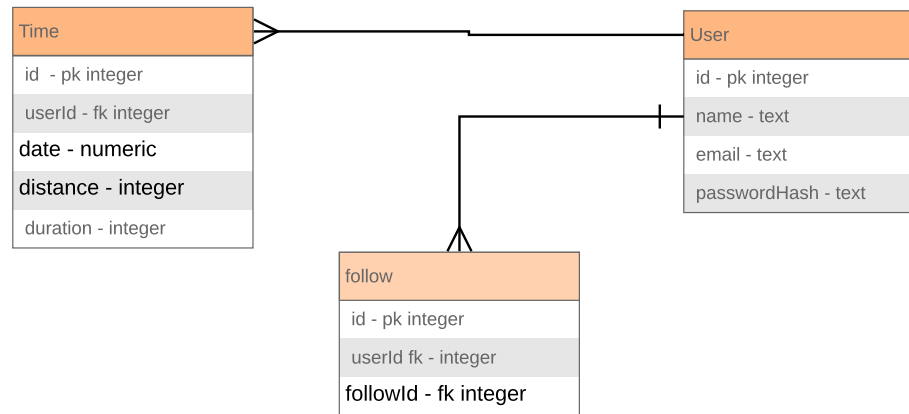 Time
id - pk integer
userId - fk integer
date - numeric
distance - integer
duration - integer
User
id - pk integer
name - text
email - text
passwordHash - text
follow
id - pk integer
userId fk - integer
followId - fk integer